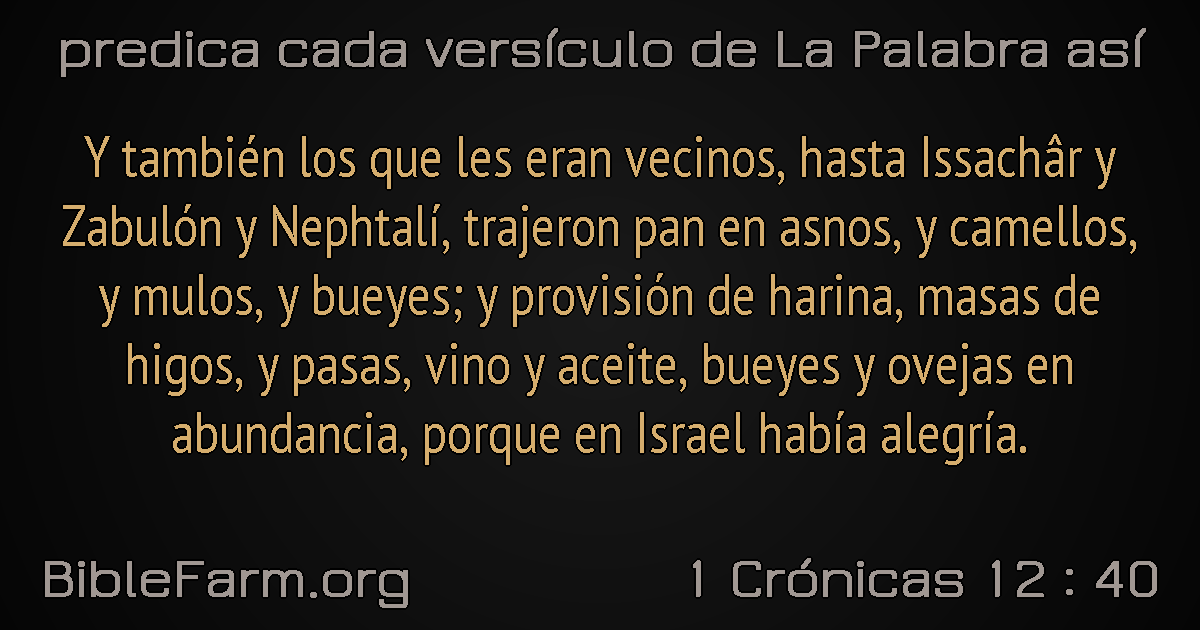 predica cada versículo de La Palabra así
Y también los que les eran vecinos, hasta Issachâr y
Zabulón y Nephtalí, trajeron pan en asnos, y camellos,
y mulos, y bueyes; y provisión de harina, masas de
higos, y pasas, vino y aceite, bueyes y ovejas en
abundancia, porque en Israel había alegría.
BibleFarm.org
1 Crónicas 12 : 40